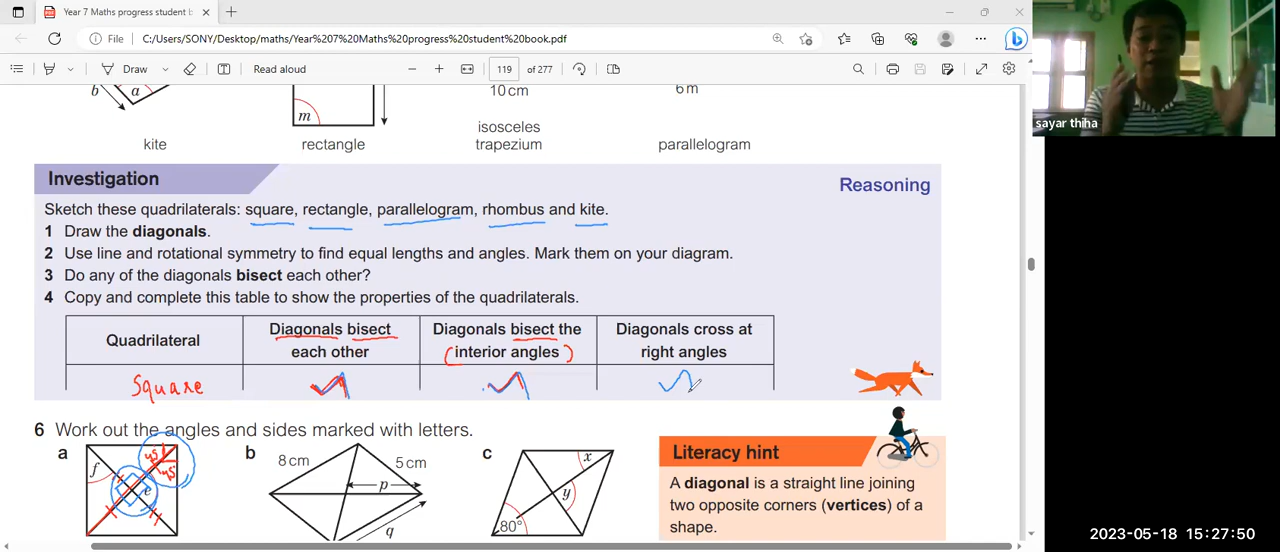 Year 7 Maths progress student b
File
C:/Users/SONY/Desktop/maths/Year%207%20Maths%20progress%20student%20book.pdf
Draw
Read aloud
119 of 277
b
a
m
10 cm
6 m
kite
rectangle
isosceles
trapezium
parallelogram
sayar thiha
Investigation
Reasoning
Sketch these quadrilaterals: square, rectangle, parallelogram, rhombus and kite.
1 Draw the diagonals.
2 Use line and rotational symmetry to find equal lengths and angles. Mark them on your diagram.
3 Do any of the diagonals bisect each other?
4 Copy and complete this table to show the properties of the quadrilaterals.
Quadrilateral
Diagonals bisect
each other
Diagonals bisect the
(interior angles)
Diagonals cross at
right angles
Square
6 Work out the angles and sides marked with letters.
a
f
45
45
e
b
8 cm
5 cm
p
q
c
x
y
80°
Literacy hint
A diagonal is a straight line joining
two opposite corners (vertices) of a
shape.
2023-05-18 15:27:50